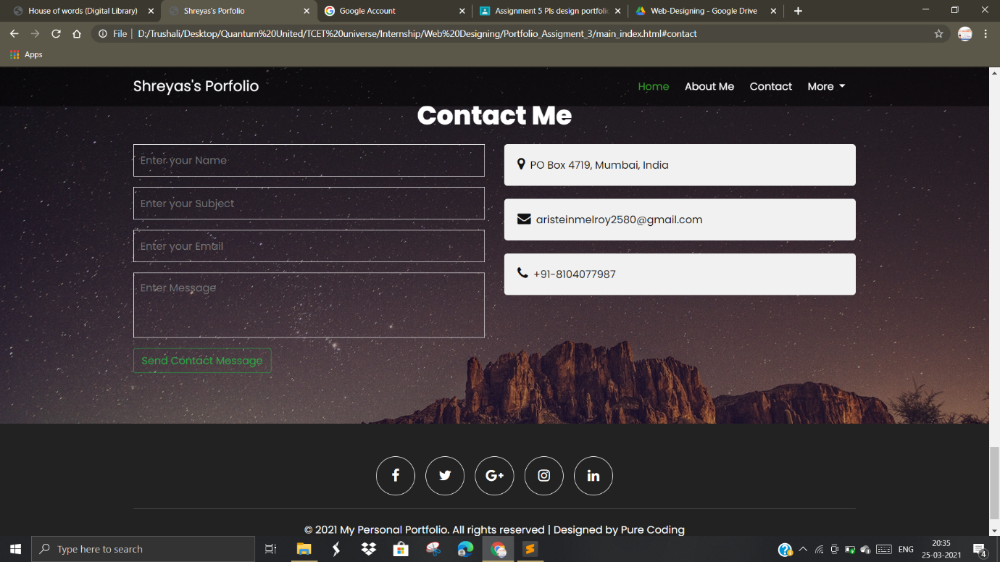 House of words (Digital Library)
Shreyas's Porfolio
Google Account
Assignment 5 Pls design portfoli
Web-Designing - Google Drive
File | D:/Trushali/Desktop/Quantum%20United/TCET%20universe/Internship/Web%20Designing/Portfolio_Assigment_3/main_index.html#contact
Apps
Shreyas's Porfolio
Home About Me Contact More
Contact Me
Enter your Name
Enter your Subject
Enter your Email
Enter Message
Send Contact Message
PO Box 4719, Mumbai, India
aristeinmelroy2580@gmail.com
+91-8104077987
© 2021 My Personal Portfolio. All rights reserved | Designed by Pure Coding
Type here to search
ENG
20:35
25-03-2021
4